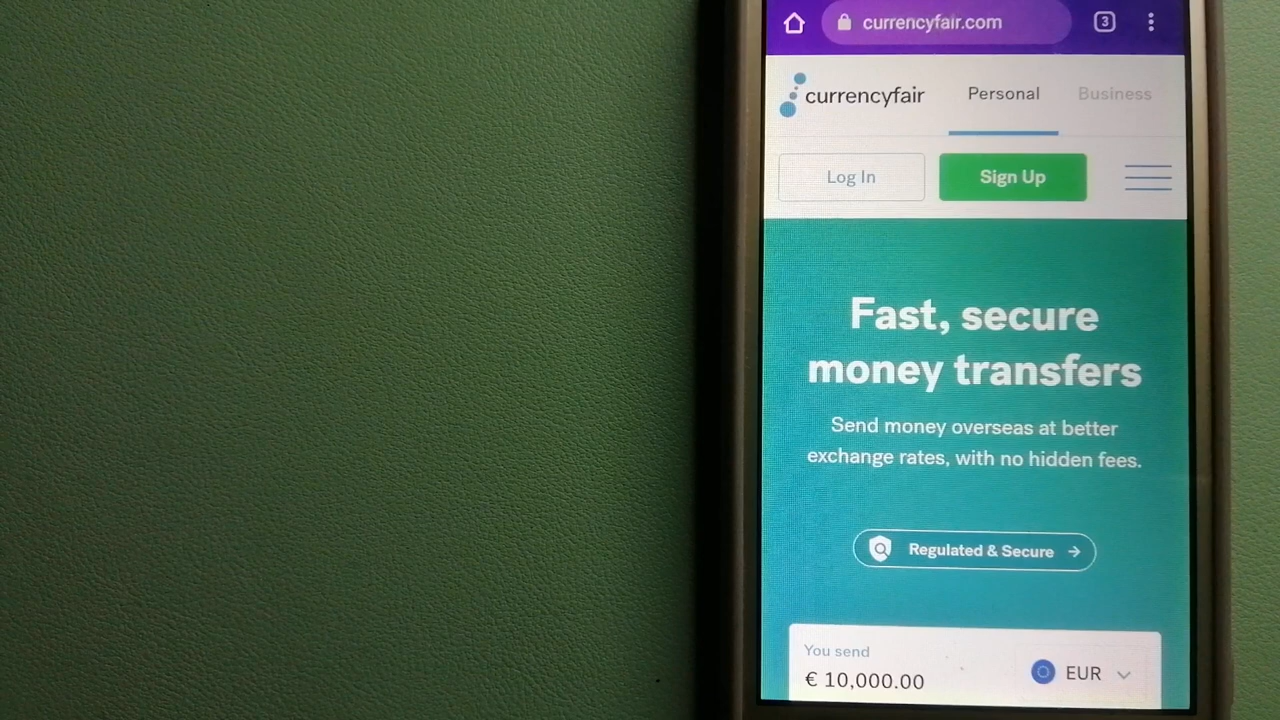 currencyfair.com
3
currencyfair
Personal
Business
Log In
Sign Up
Fast, secure
money transfers
Send money overseas at better
exchange rates, with no hidden fees.
Regulated & Secure →
You send
€ 10,000.00
EUR